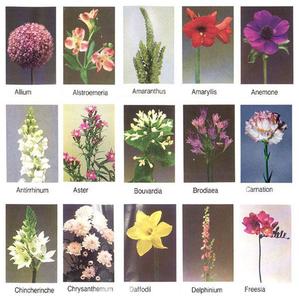 Allium Alstroemeria Amaranthus Amaryllis Anemone
Antirrhinum Aster Bouvardia Brodiaea Carnation
Chincherinche Chrysanthemum Daffodil Delphinium Freesia